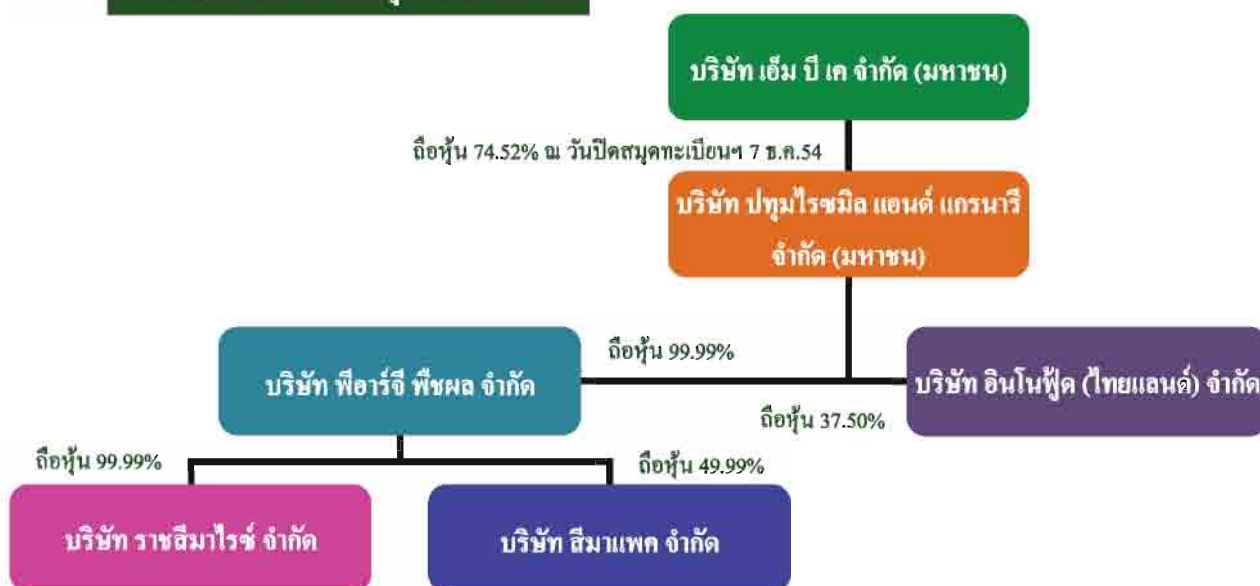 บริษัท เอ็ม บี เค จำกัด (มหาชน)
ถือหุ้น 74.52% ณ วันปิดสมุดทะเบียนฯ 7 ธ.ค.54
บริษัท ปทุมไรซมิล แอนด์ แกรนารี
จำกัด (มหาชน)
ถือหุ้น 99.99%
บริษัท พีอาร์จี พืชผล จำกัด
บริษัท อินโนฟู้ด (ไทยแลนด์) จำกัด
ถือหุ้น 37.50%
ถือหุ้น 99.99%
ถือหุ้น 49.99%
บริษัท ราชสีมาไรซ์ จำกัด
บริษัท สีมาแพค จำกัด